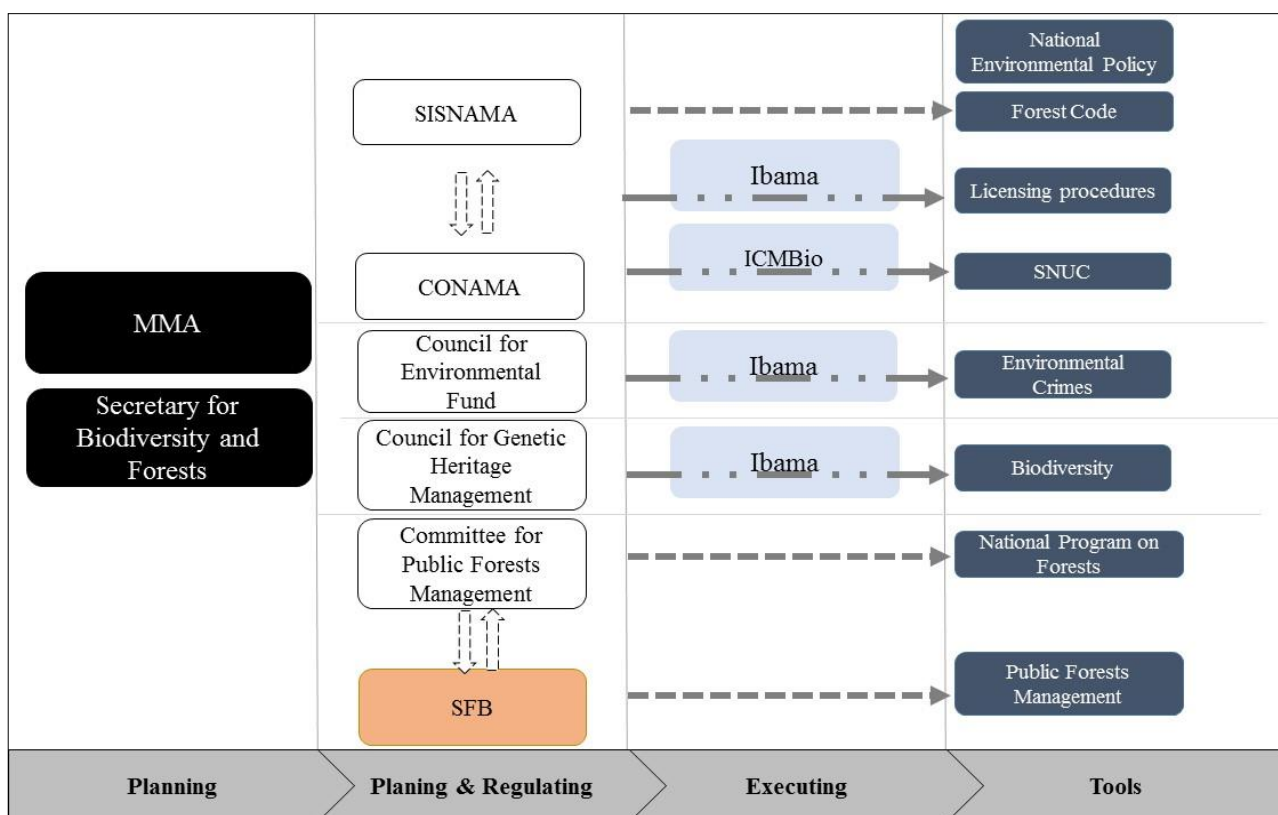 MMA
Secretary for
Biodiversity and
Forests
SISNAMA
CONAMA
Council for
Environmental
Fund
Council for Genetic
Heritage
Management
Committee for
Public Forests
Management
SFB
Ibama
ICMBio
Ibama
Ibama
National
Environmental Policy
Forest Code
Licensing procedures
SNUC
Environmental
Crimes
Biodiversity
National Program on
Forests
Public Forests
Management
Planning
Planing & Regulating
Executing
Tools